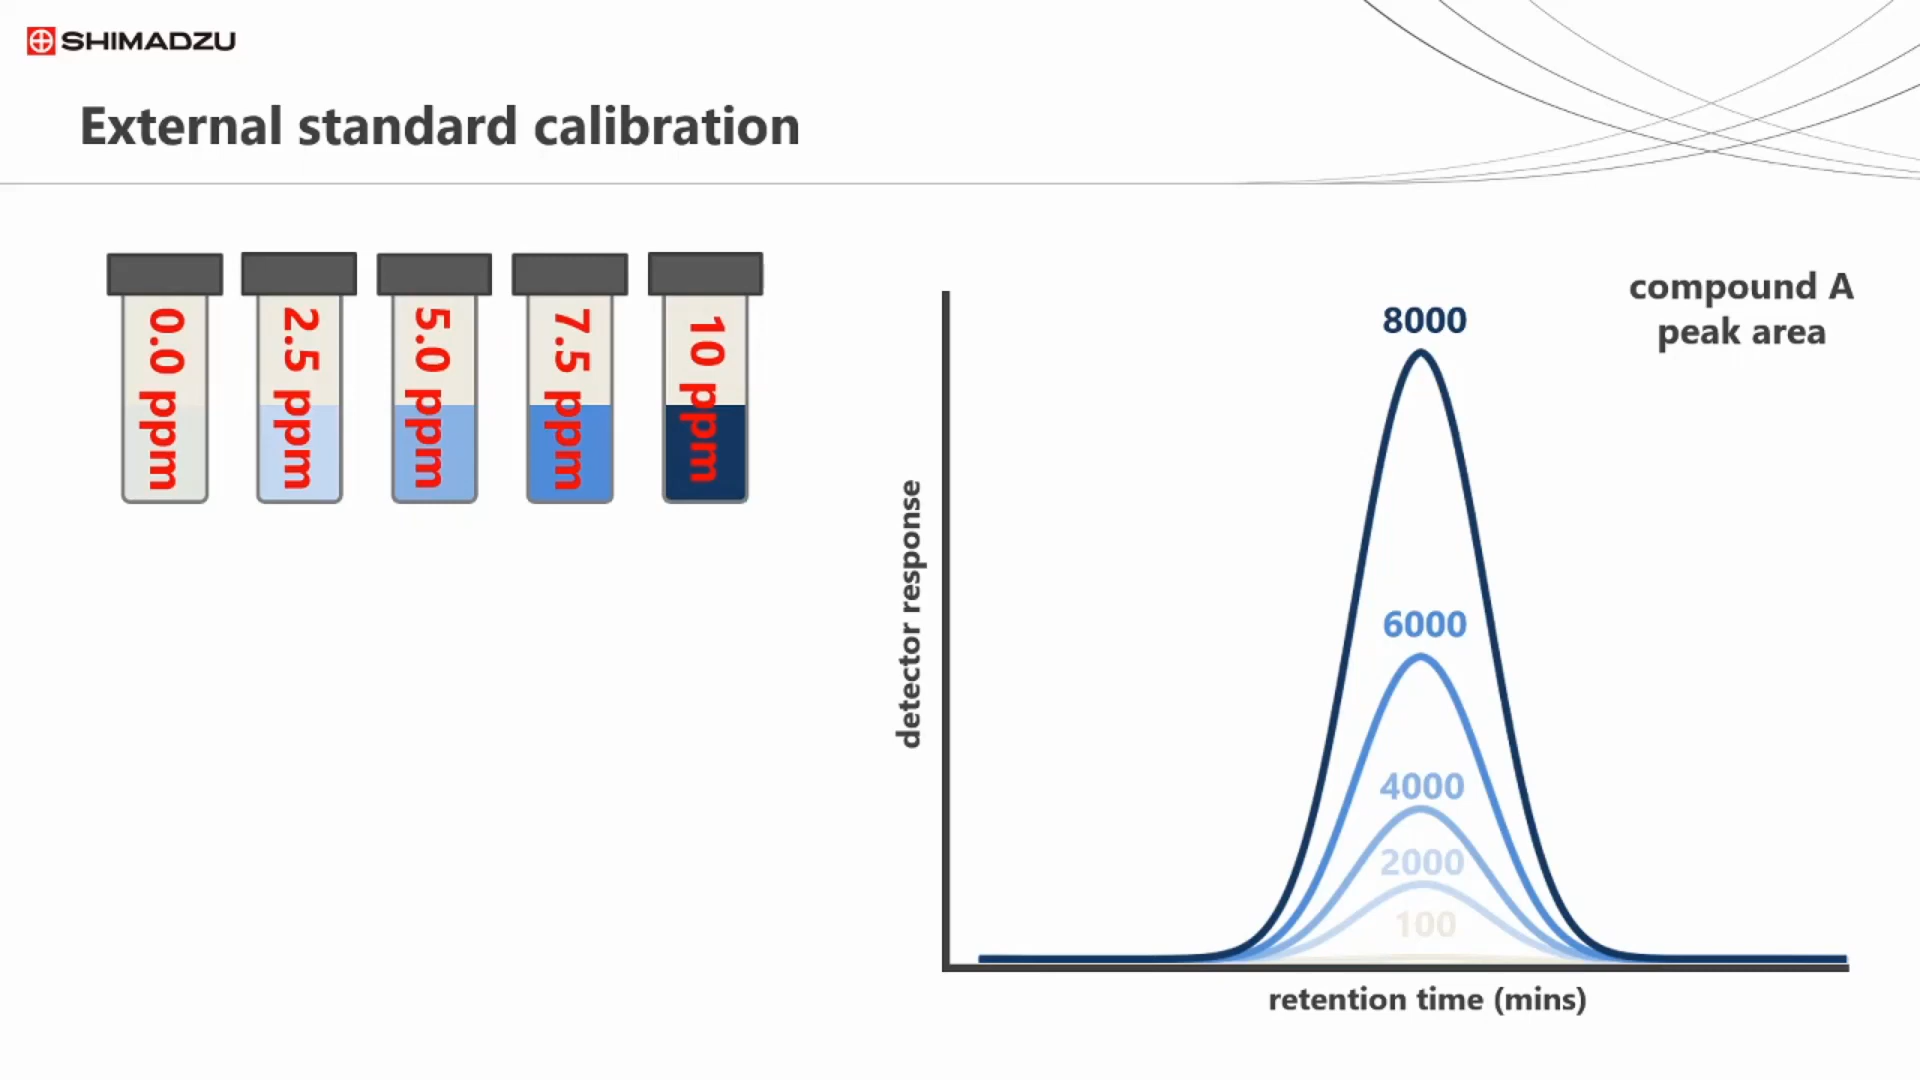 SHIMADZU
External standard calibration
0.0 ppm
2.5 ppm
5.0 ppm
7.5 ppm
10 ppm
compound A
peak area
8000
6000
4000
2000
100
detector response
retention time (mins)